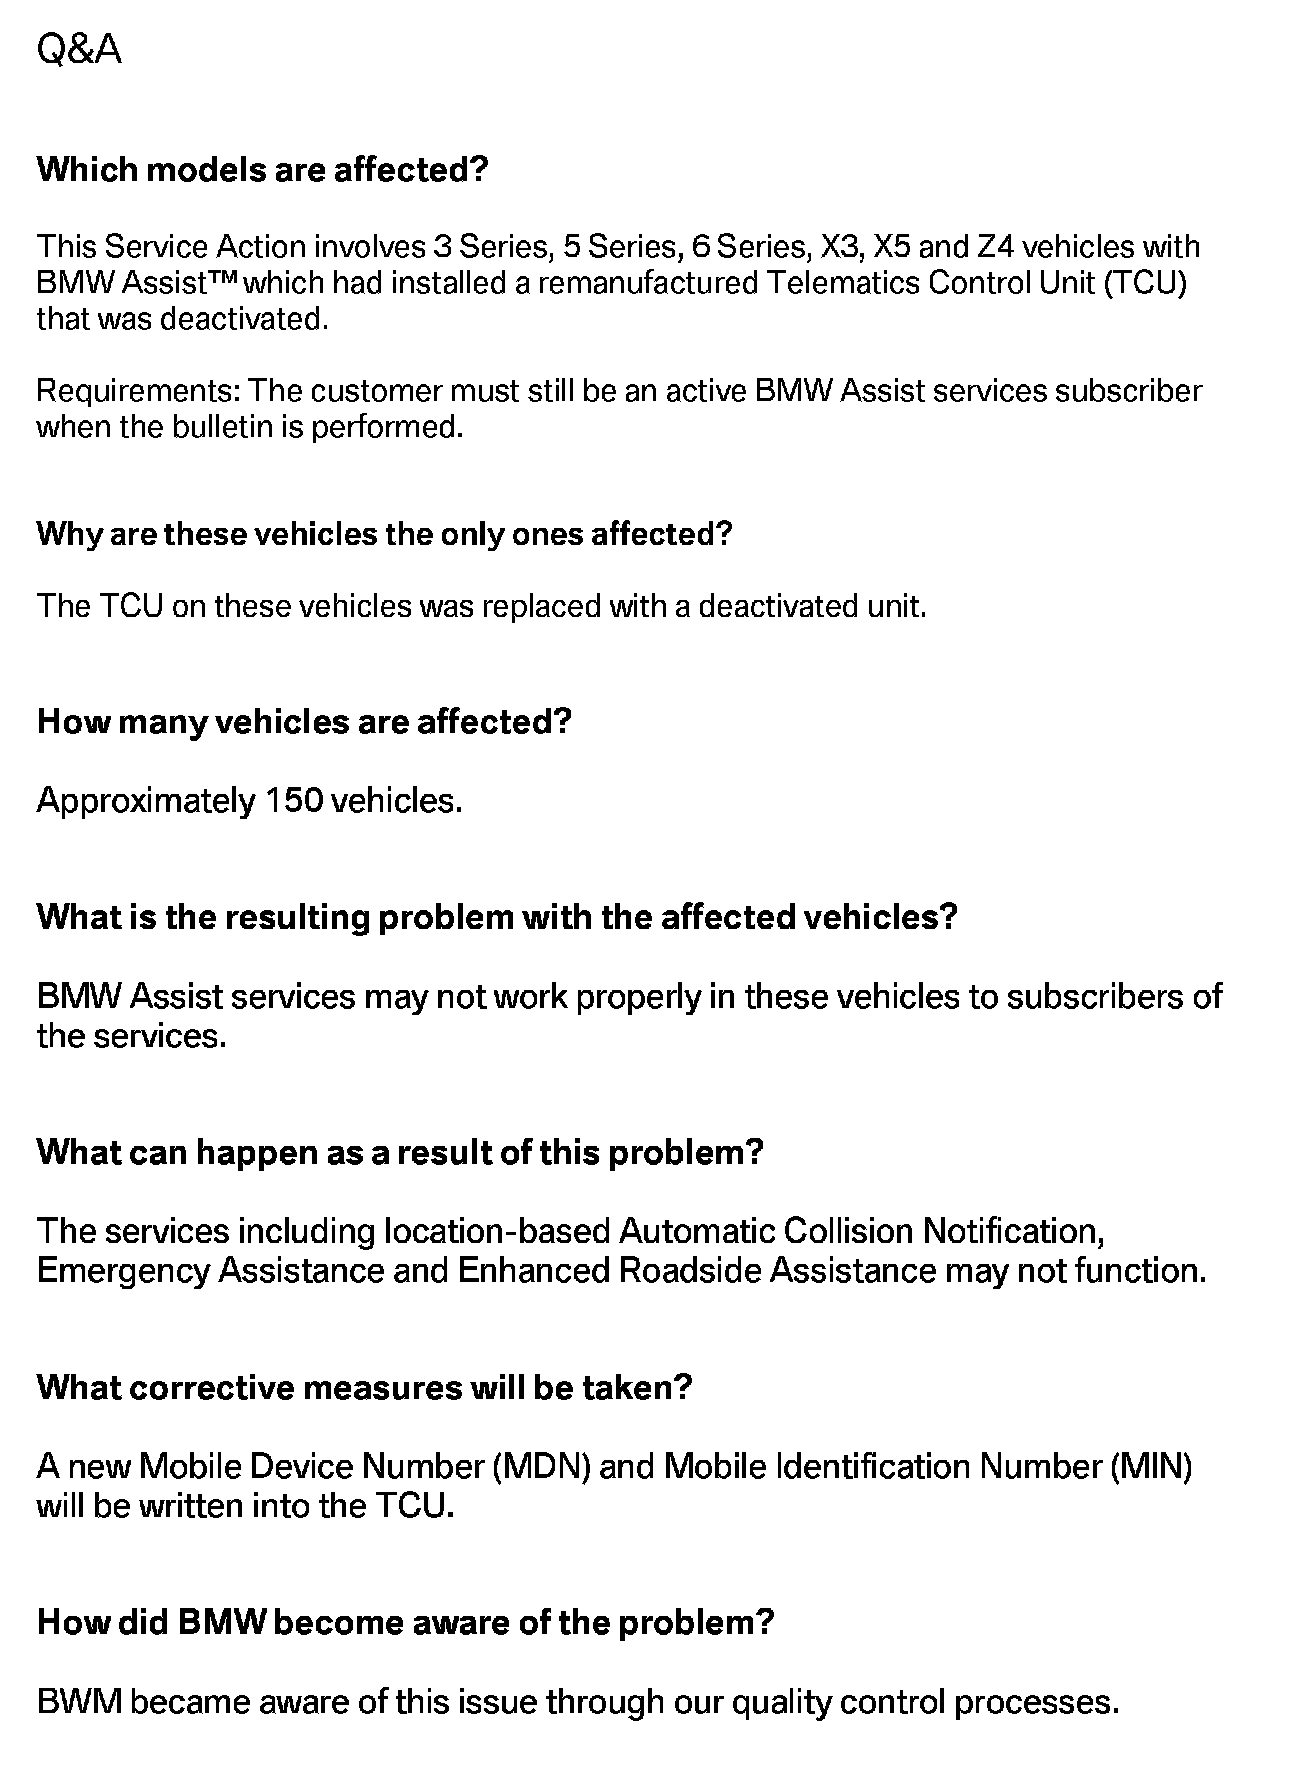 Q&A
Which models are affected?
This Service Action involves 3 Series, 5 Series, 6 Series, X3, X5 and Z4 vehicles with
BMW Assist™ which had installed a remanufactured Telematics Control Unit (TCU)
that was deactivated.
Requirements: The customer must still be an active BMW Assist services subscriber
when the bulletin is performed.
Why are these vehicles the only ones affected?
The TCU on these vehicles was replaced with a deactivated unit.
How many vehicles are affected?
Approximately 150 vehicles.
What is the resulting problem with the affected vehicles?
BMW Assist services may not work properly in these vehicles to subscribers of
the services.
What can happen as a result of this problem?
The services including location-based Automatic Collision Notification,
Emergency Assistance and Enhanced Roadside Assistance may not function.
What corrective measures will be taken?
A new Mobile Device Number (MDN) and Mobile Identification Number (MIN)
will be written into the TCU.
How did BMW become aware of the problem?
BWM became aware of this issue through our quality control processes.